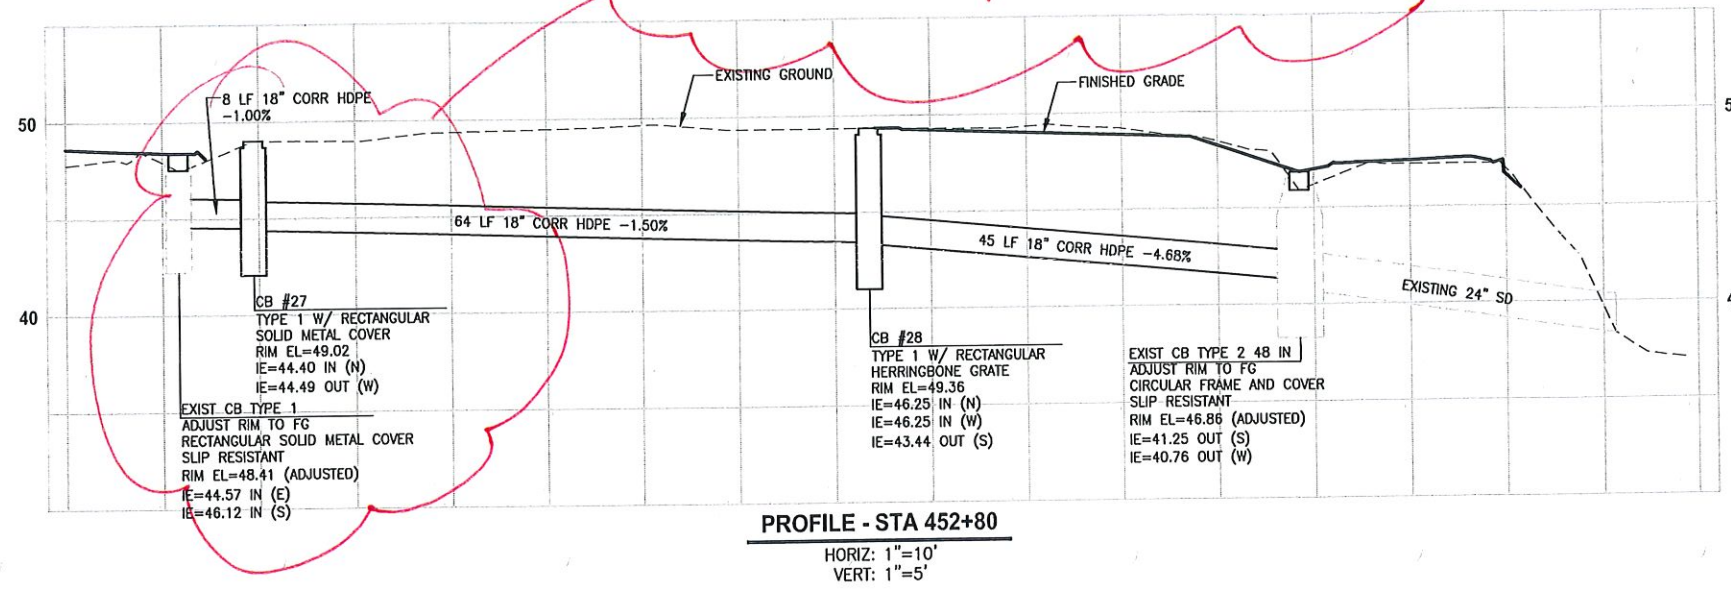 8 LF 18" CORR HDPE
-1.00%
EXISTING GROUND
FINISHED GRADE
50
5
64 LF 18" CORR HDPE -1.50%
45 LF 18" CORR HDPE -4.68%
EXISTING 24" SD
40
4
CB #27
TYPE 1 W/ RECTANGULAR
SOLID METAL COVER
RIM EL=49.02
IE=44.40 IN (N)
IE=44.49 OUT (W)
EXIST CB TYPE 1
ADJUST RIM TO FG
RECTANGULAR SOLID METAL COVER
SLIP RESISTANT
RIM EL=48.41 (ADJUSTED)
IE=44.57 IN (E)
IE=46.12 IN (S)
CB #28
TYPE 1 W/ RECTANGULAR
HERRINGBONE GRATE
RIM EL=49.36
IE=46.25 IN (N)
IE=46.25 IN (W)
IE=43.44 OUT (S)
EXIST CB TYPE 2 48 IN
ADJUST RIM TO FG
CIRCULAR FRAME AND COVER
SLIP RESISTANT
RIM EL=46.86 (ADJUSTED)
IE=41.25 OUT (S)
IE=40.76 OUT (W)
PROFILE - STA 452+80
HORIZ: 1"=10'
VERT: 1"=5'